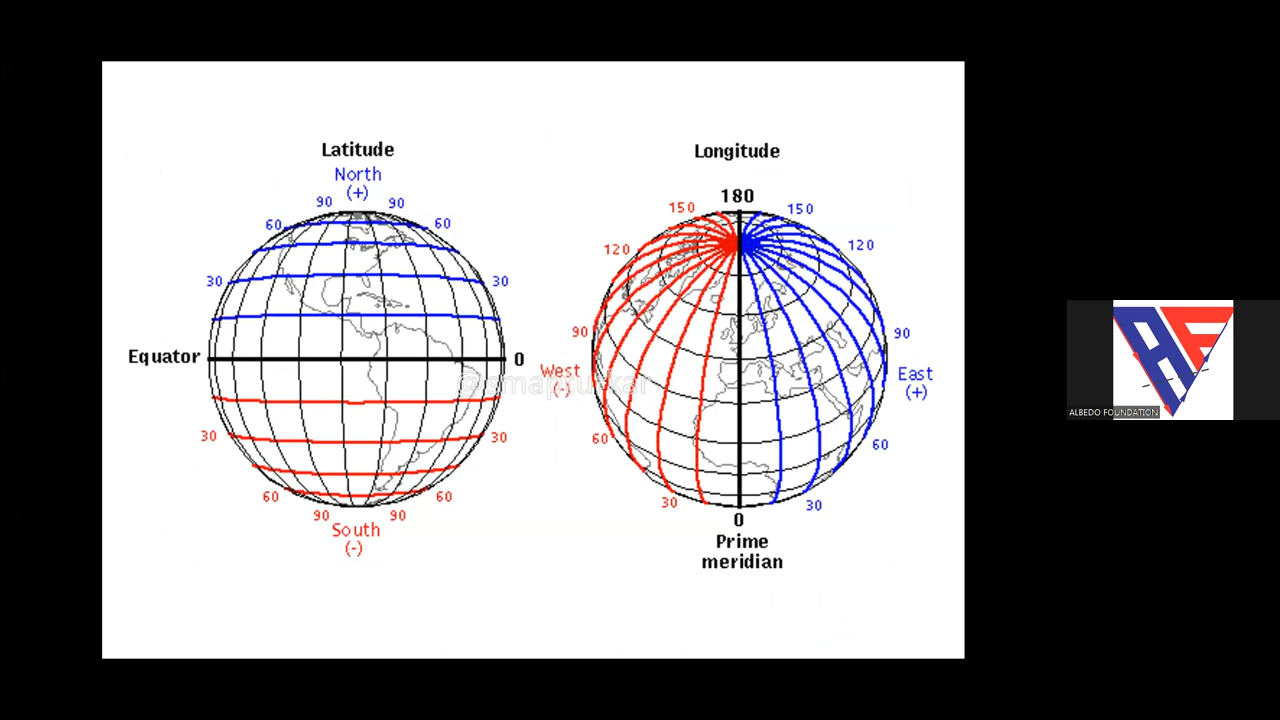 Latitude
North
(+)
90 90
60 60
30 30
Equator 0
30 30
60 60
90 90
South
(-)
Longitude
180
150 150
120 120
90 90
West
(-)
East
(+)
60 60
30 30
0
Prime
meridian
ALBEDO FOUNDATION
AF